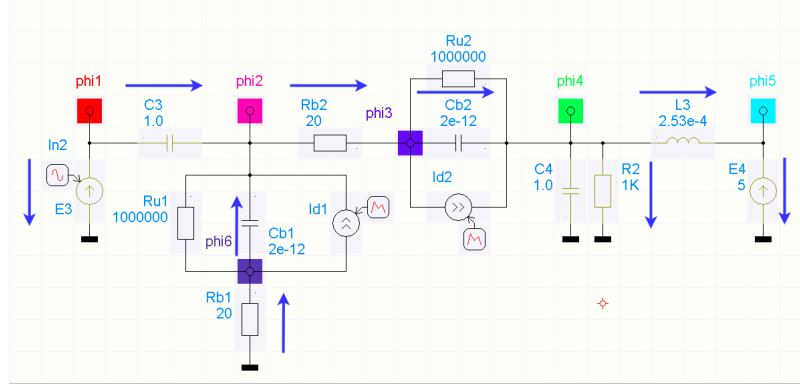 Ru2
1000000
phi1
phi2
phi4
phi5
C3
1.0
Rb2
20
phi3
Cb2
2e-12
L3
2.53e-4
In2
E3
Ru1
1000000
Id1
Id2
C4
1.0
R2
1K
E4
5
phi6
Cb1
2e-12
Rb1
20